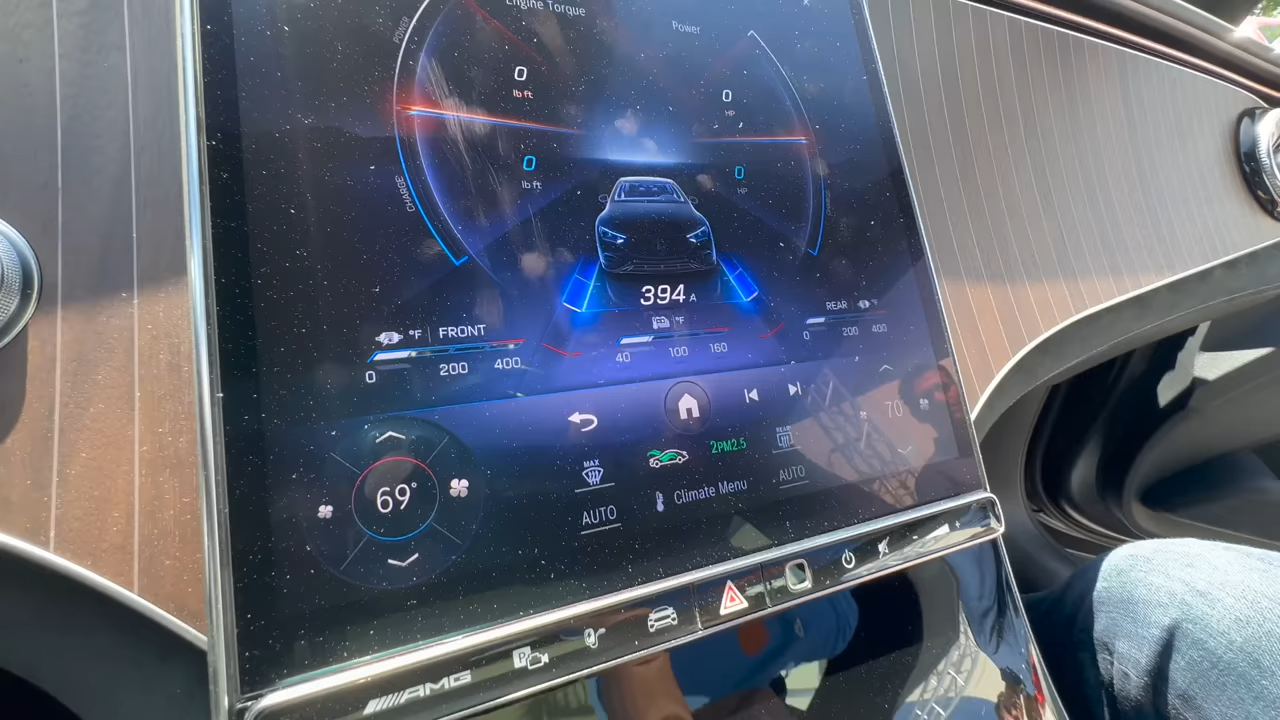 Engine Torque
Power
POWER
0
lb ft
0
HP
0
lb ft
0
HP
CHARGE
394 A
°F FRONT
°F
REAR °F
0 200 400
40 100 160
0 200 400
70
69°
MAX
2PM2.5
REAR
AUTO
Climate Menu
AUTO
P
AMG